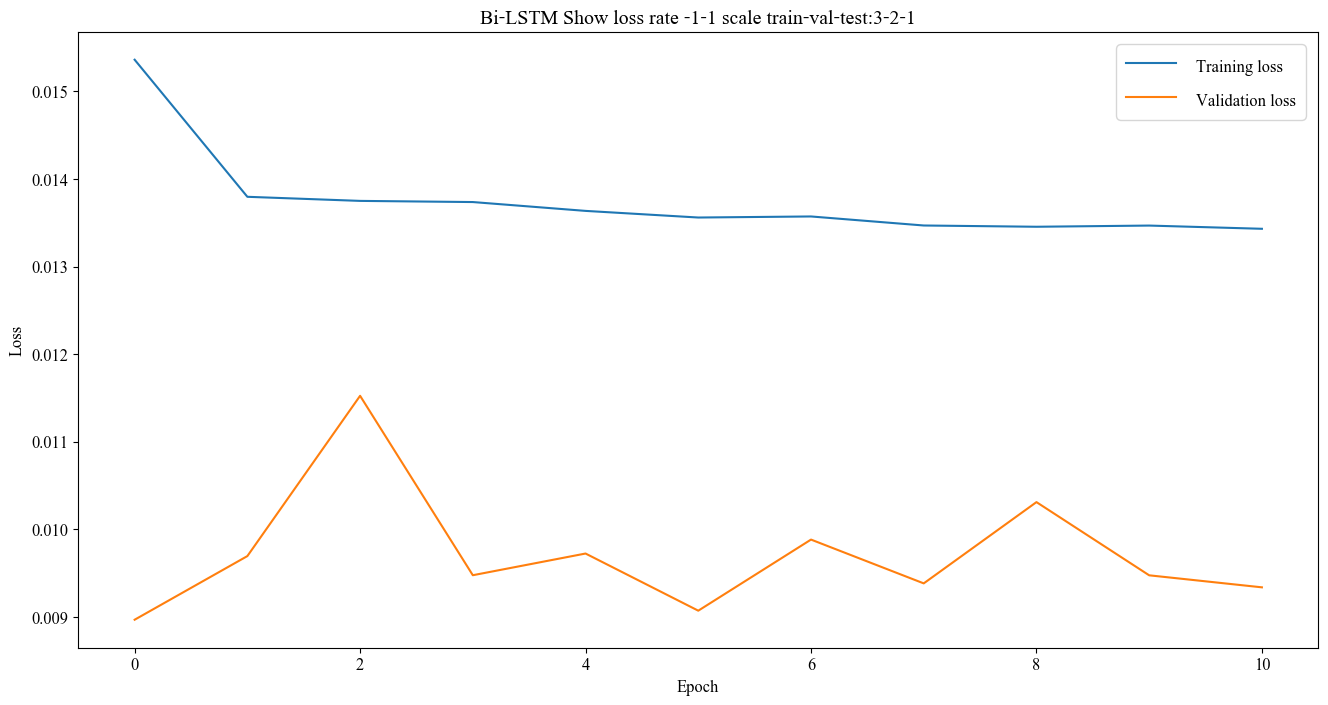 Bi-LSTM Show loss rate -1-1 scale train-val-test:3-2-1
Training loss
Validation loss
0.015
0.014
0.013
0.012
0.011
0.010
0.009
Loss
0 2 4 6 8 10
Epoch